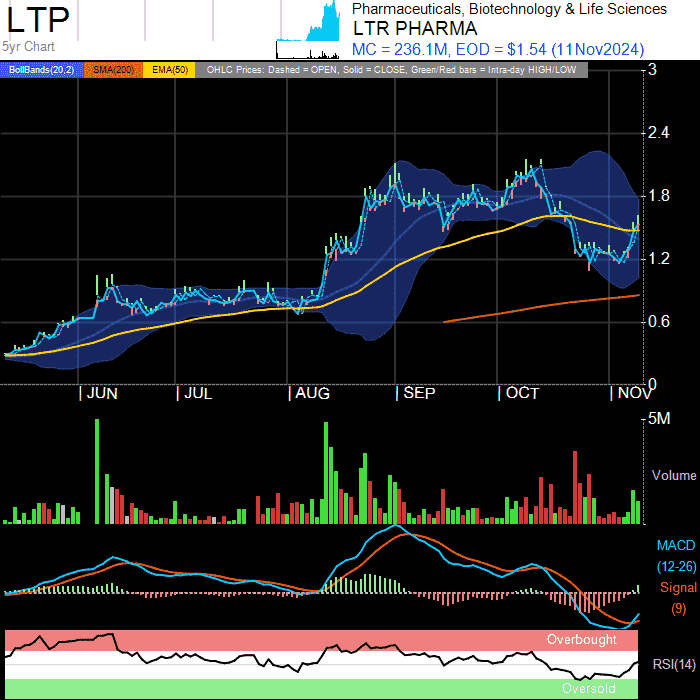 LTP
5yr Chart
Pharmaceuticals, Biotechnology & Life Sciences
LTR PHARMA
MC = 236.1M, EOD = $1.54 (11Nov2024)
BollBands(20,2) SMA(200) EMA(50) OHLC Prices: Dashed = OPEN, Solid = CLOSE, Green/Red bars = Intra-day HIGH/LOW
3
2.4
1.8
1.2
0.6
0
JUN JUL AUG SEP OCT NOV
5M
Volume
MACD
(12-26)
Signal
(9)
Overbought
RSI(14)
Oversold